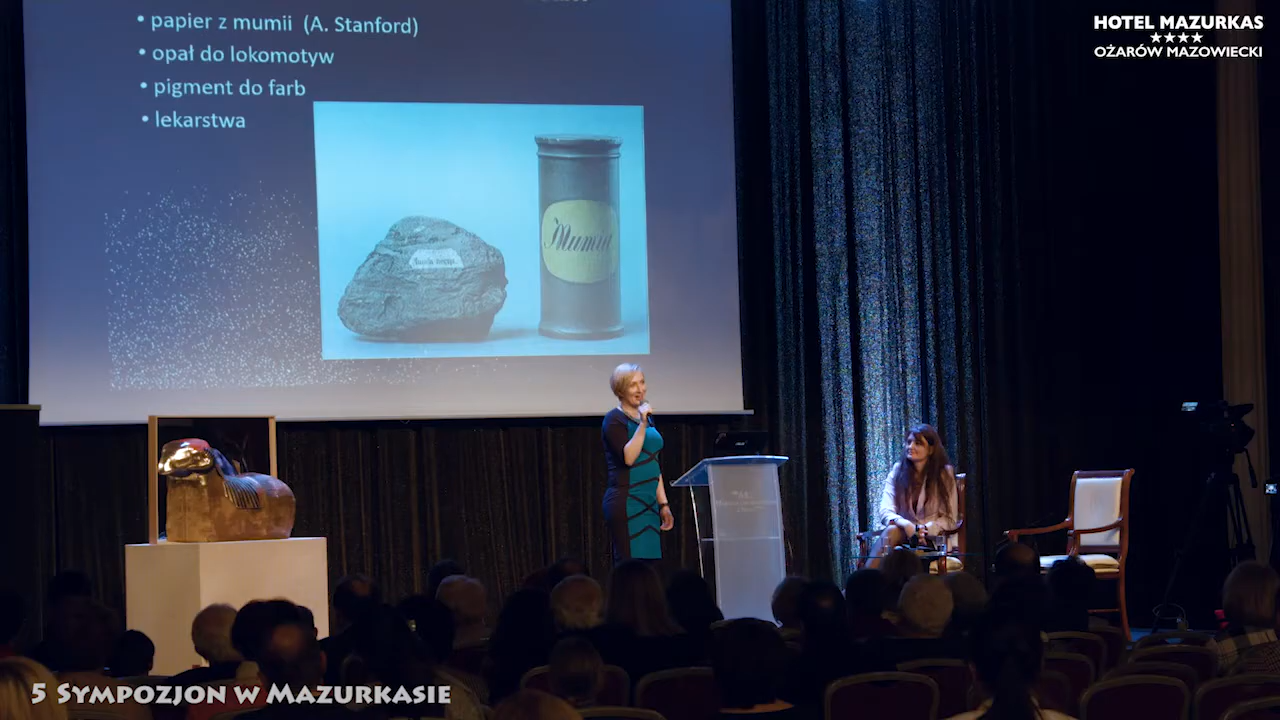 • papier z mumii (A. Stanford)
• opał do lokomotyw
• pigment do farb
• lekarstwa
Mumia
HOTEL MAZURKAS
★★★★
OŻARÓW MAZOWIECKI
5 SYMPOZJON W MAZURKASIE